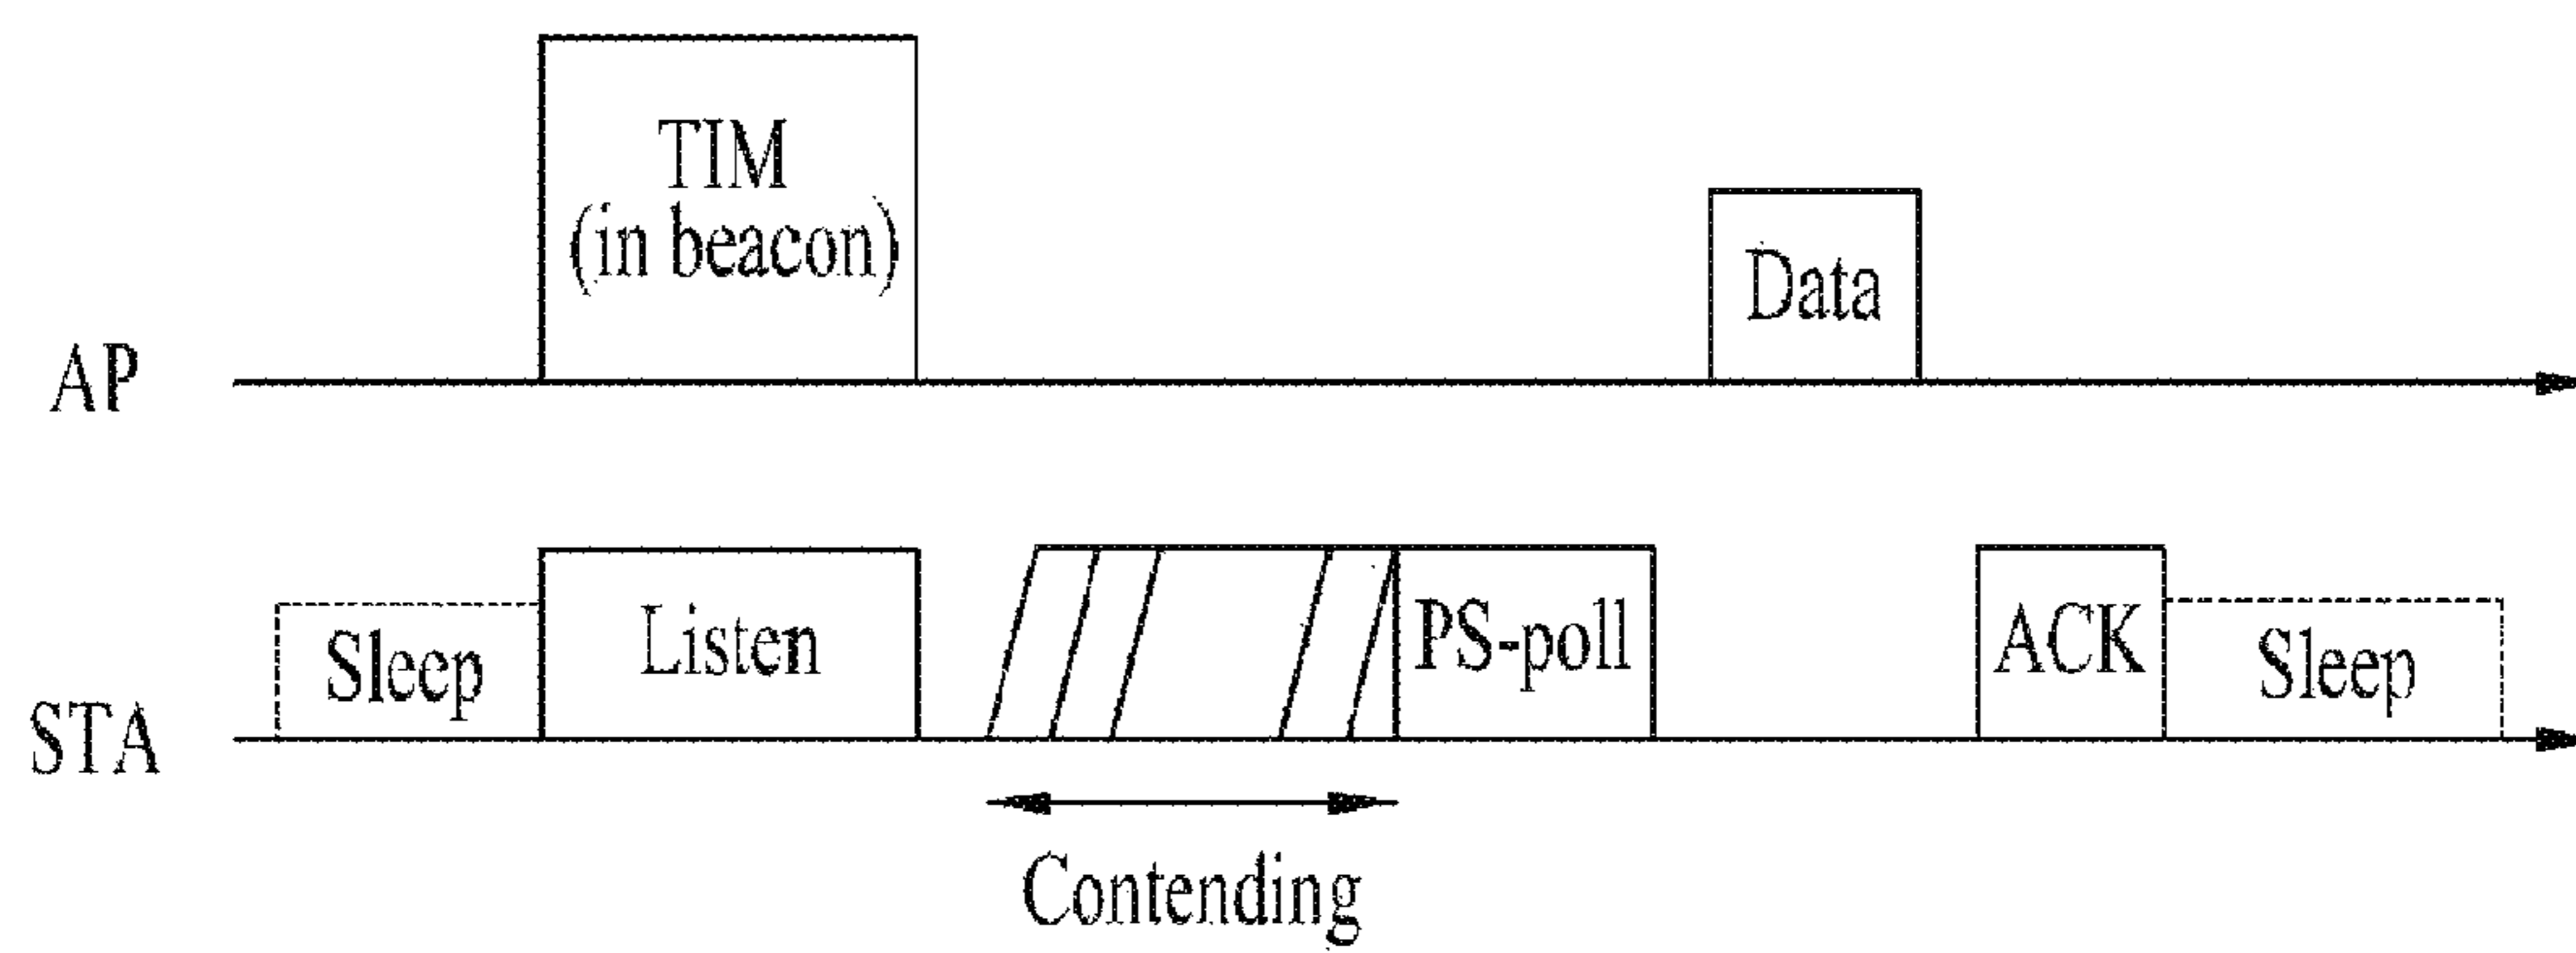 TIM
(in beacon)
Data
AP
Sleep
Listen
PS-poll
ACK
Sleep
STA
Contending